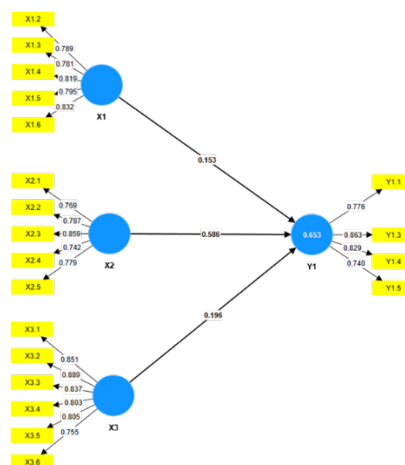 X1.2
X1.3
X1.4
X1.5
X1.6
0.789
0.781
0.819
0.795
0.832
X1
0.153
X2.1
X2.2
X2.3
X2.4
X2.5
0.769
0.787
0.859
0.742
0.779
X2
0.586
X3.1
X3.2
X3.3
X3.4
X3.5
X3.6
0.851
0.889
0.837
0.803
0.805
0.755
X3
0.196
0.653
Y1
0.776
0.863
0.829
0.740
Y1.1
Y1.3
Y1.4
Y1.5